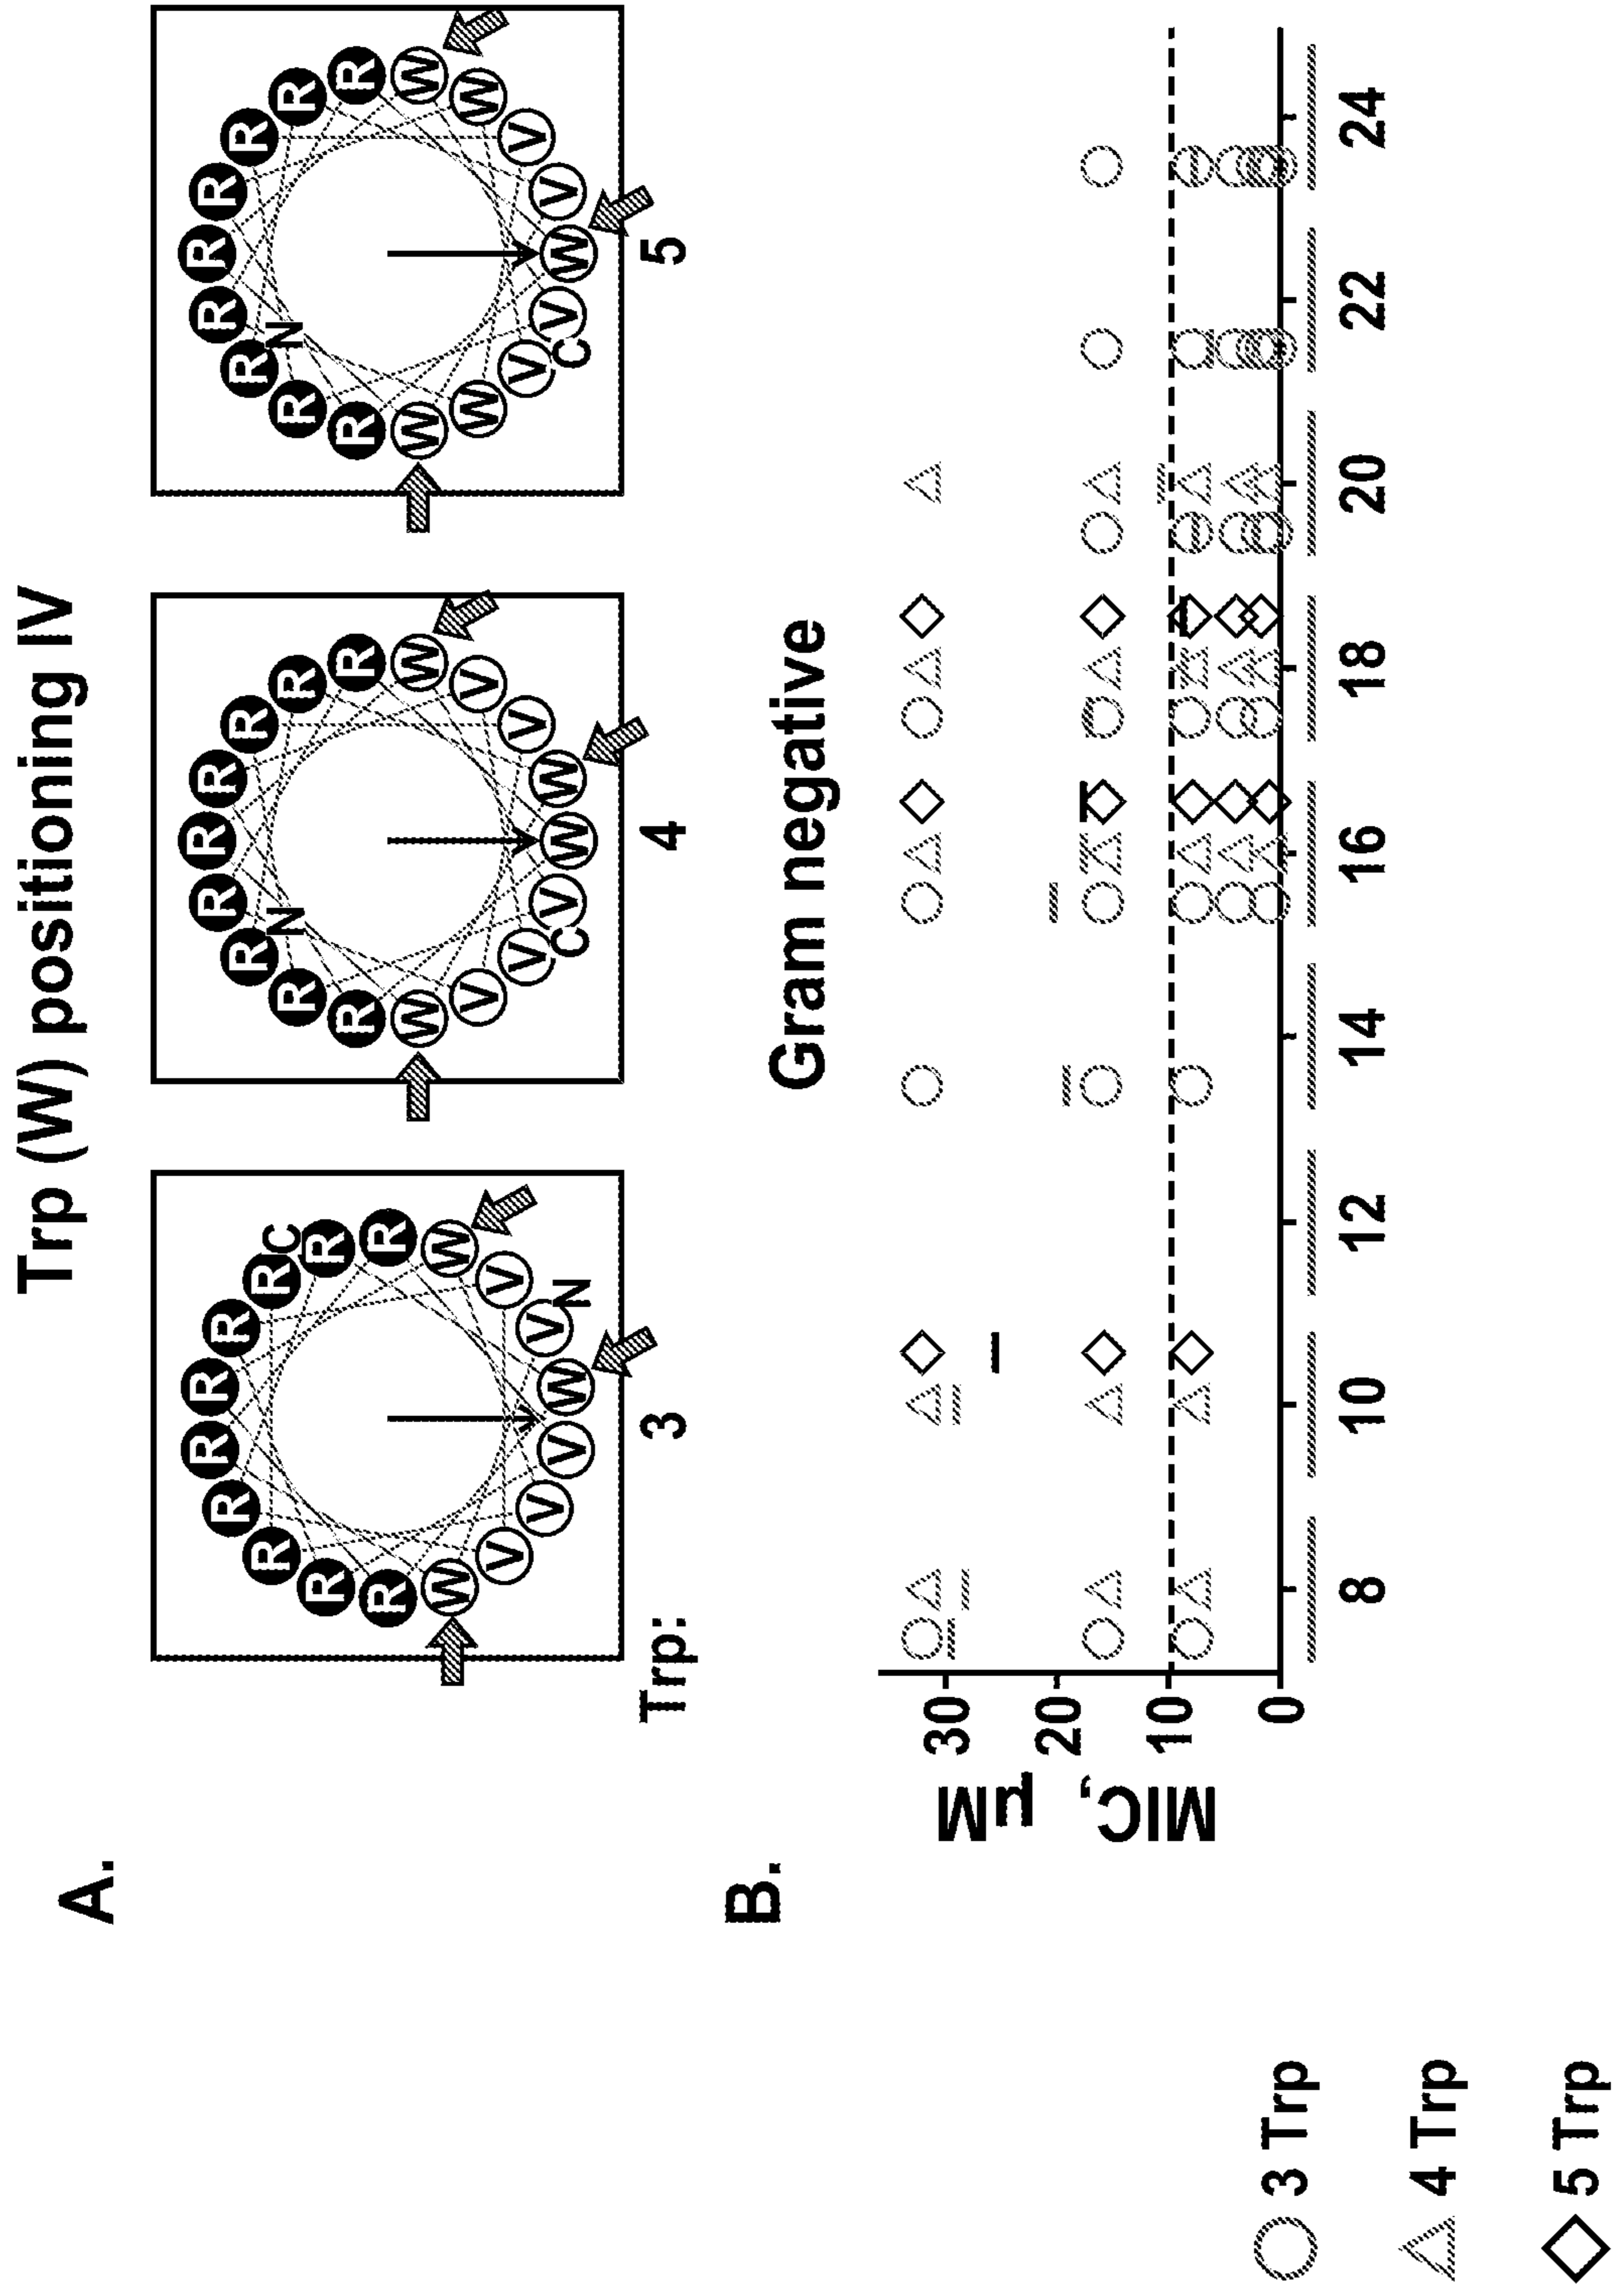 Trp (W) positioning IV
A.
R R R R R R R R R R
C
W V V V W V V W
N
R R R R R R R R R
N
W V V V W W V V W
C
R R R R R R R R R
N
W W V V W V V W W
C
Trp: 3 4 5
B.
Gram negative
MIC, µM
30
20
10
0
8 10 12 14 16 18 20 22 24
3 Trp
4 Trp
5 Trp